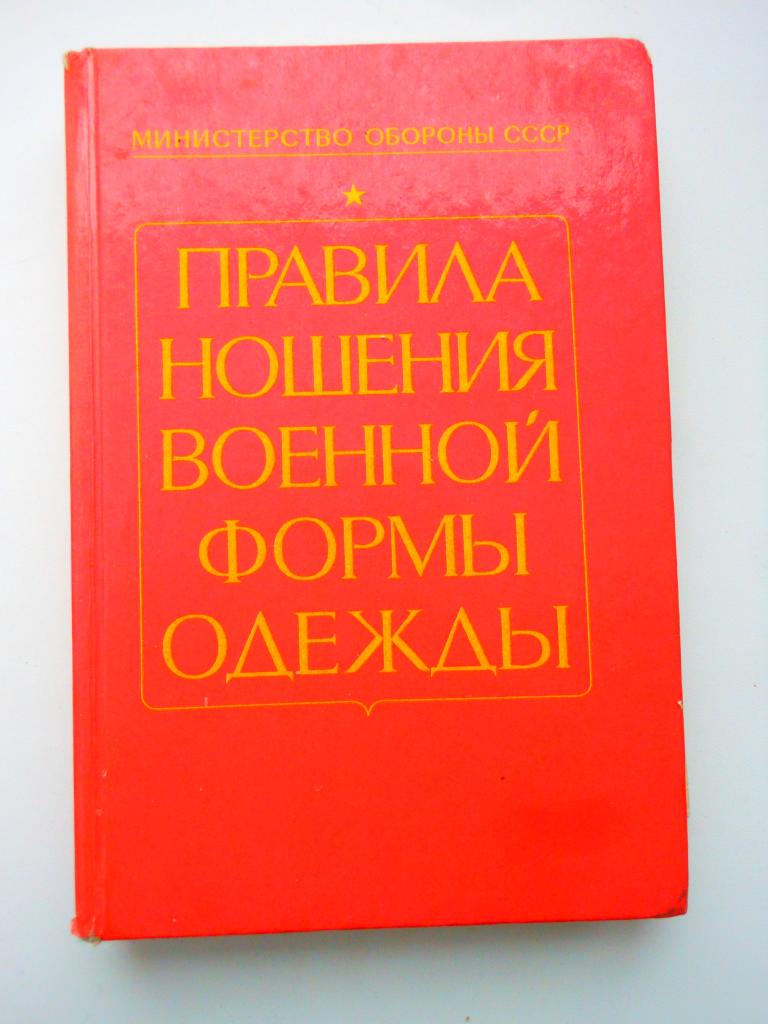 МИНИСТЕРСТВО ОБОРОНЫ СССР
ПРАВИЛА
НОШЕНИЯ
ВОЕННОЙ
ФОРМЫ
ОДЕЖДЫ